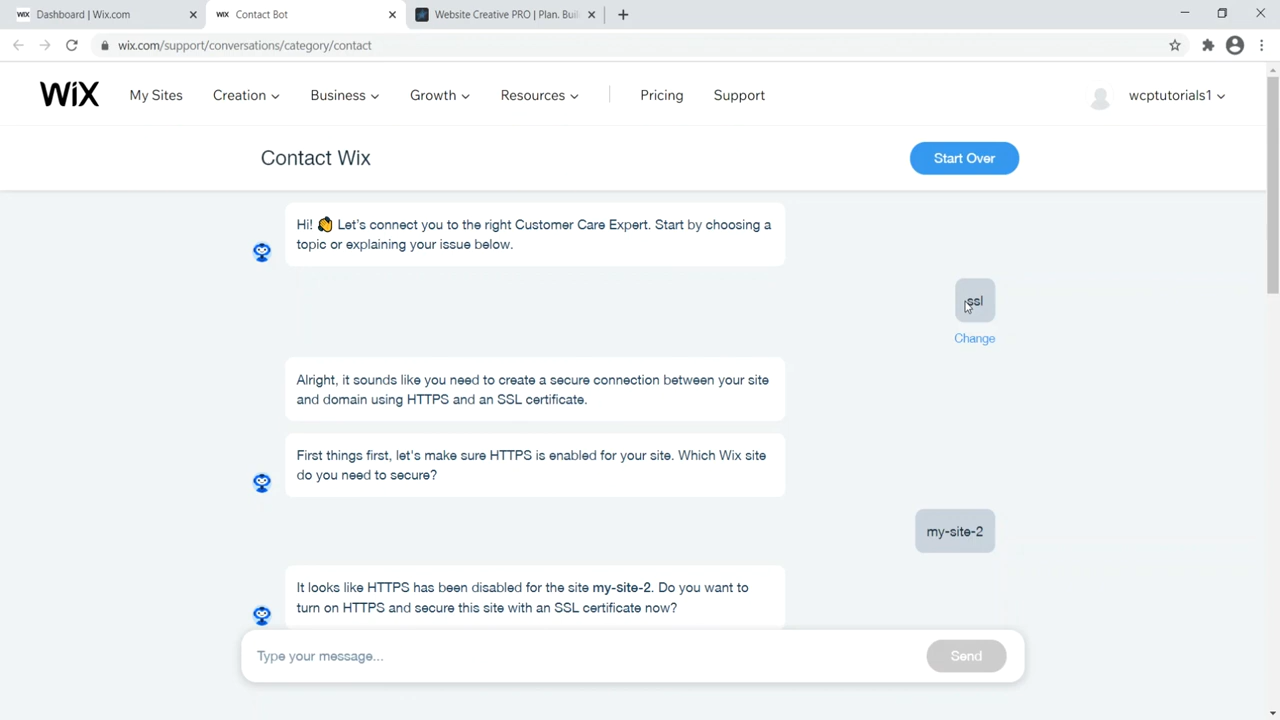 WiX Dashboard | Wix.com
WiX Contact Bot
Website Creative PRO | Plan. Buil
wix.com/support/conversations/category/contact
WiX
My Sites
Creation
Business
Growth
Resources
Pricing
Support
wcptutorials1
Contact Wix
Start Over
Hi! Let's connect you to the right Customer Care Expert. Start by choosing a
topic or explaining your issue below.
ssl
Change
Alright, it sounds like you need to create a secure connection between your site
and domain using HTTPS and an SSL certificate.
First things first, let's make sure HTTPS is enabled for your site. Which Wix site
do you need to secure?
my-site-2
It looks like HTTPS has been disabled for the site my-site-2. Do you want to
turn on HTTPS and secure this site with an SSL certificate now?
Type your message...
Send